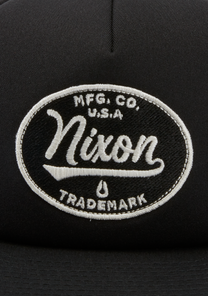 MFG. CO.
U.S.A
Nixon
TRADEMARK